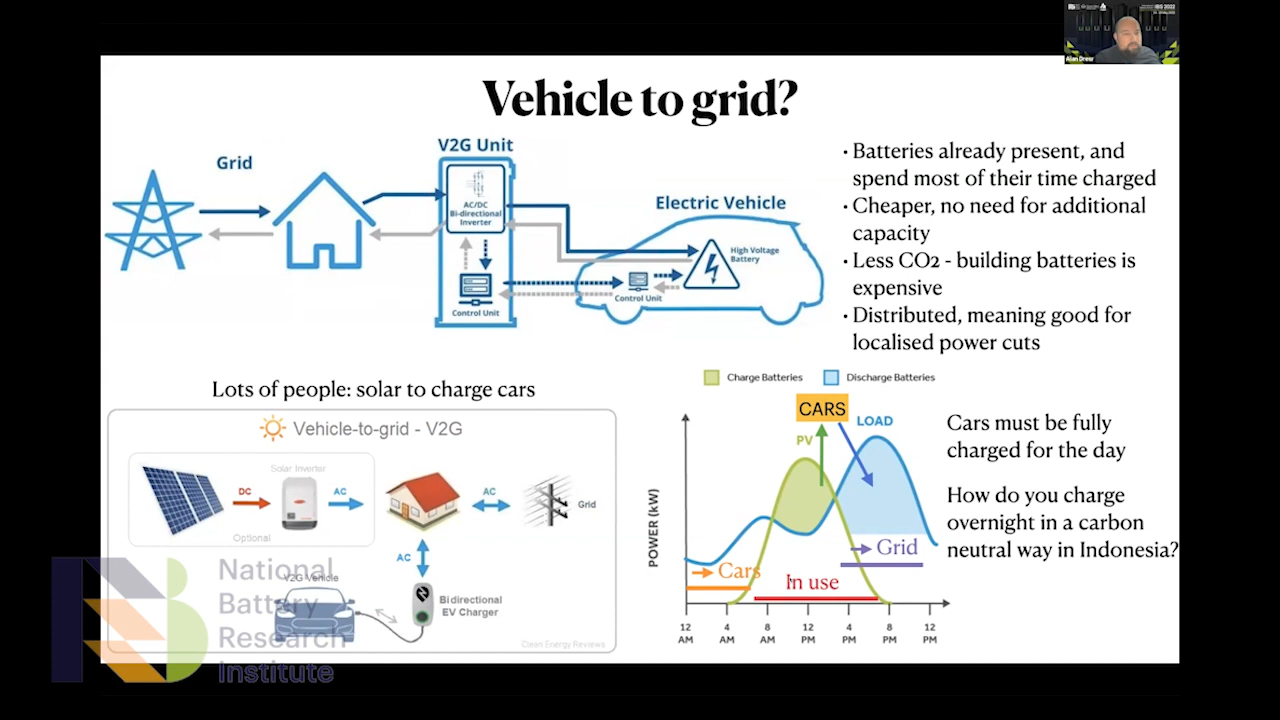 IBS 2022
Alan Drew
Vehicle to grid?
V2G Unit
Grid
AC/DC
Bi-directional
Inverter
Electric Vehicle
High Voltage
Battery
Control Unit
Control Unit
· Batteries already present, and
spend most of their time charged
· Cheaper, no need for additional
capacity
· Less CO2 - building batteries is
expensive
· Distributed, meaning good for
localised power cuts
Lots of people: solar to charge cars
Vehicle-to-grid - V2G
Solar Inverter
DC
AC
Optional
AC
Grid
AC
V2G Vehicle
Bidirectional
EV Charger
Clean Energy Reviews
Charge Batteries
Discharge Batteries
CARS
PV
LOAD
POWER (kW)
Grid
Cars
In use
12 4 8 12 4 8 12
AM AM AM PM PM PM PM
Cars must be fully
charged for the day
How do you charge
overnight in a carbon
neutral way in Indonesia?
National
Battery
Research
Institute